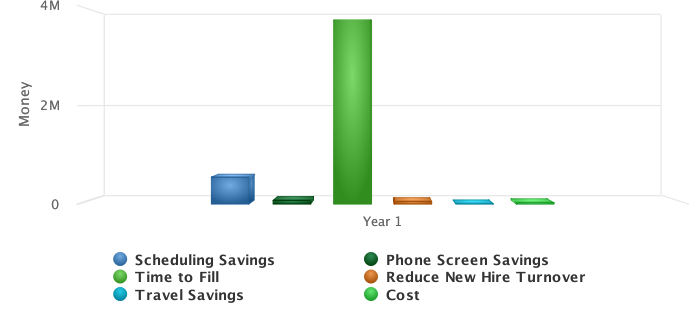 4M
Money
2M
0
Year 1
Scheduling Savings
Phone Screen Savings
Time to Fill
Reduce New Hire Turnover
Travel Savings
Cost